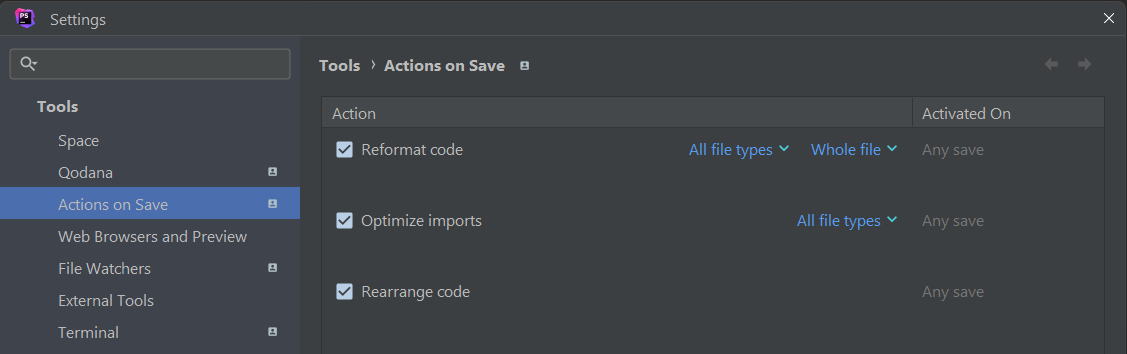 PS
Settings
Tools
Space
Qodana
Actions on Save
Web Browsers and Preview
File Watchers
External Tools
Terminal
Tools › Actions on Save
Action Activated On
Reformat code All file types Whole file Any save
Optimize imports All file types Any save
Rearrange code Any save